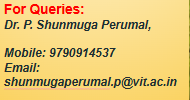 For Queries:
Dr. P. Shunmuga Perumal,
Mobile: 9790914537
Email:
shunmugaperumal.p@vit.ac.in